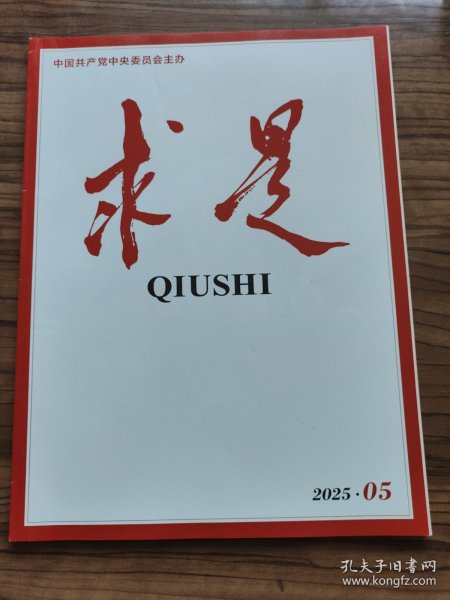 中国共产党中央委员会主办
求是
QIUSHI
2025·05
孔夫子旧书网
www.kongfz.com